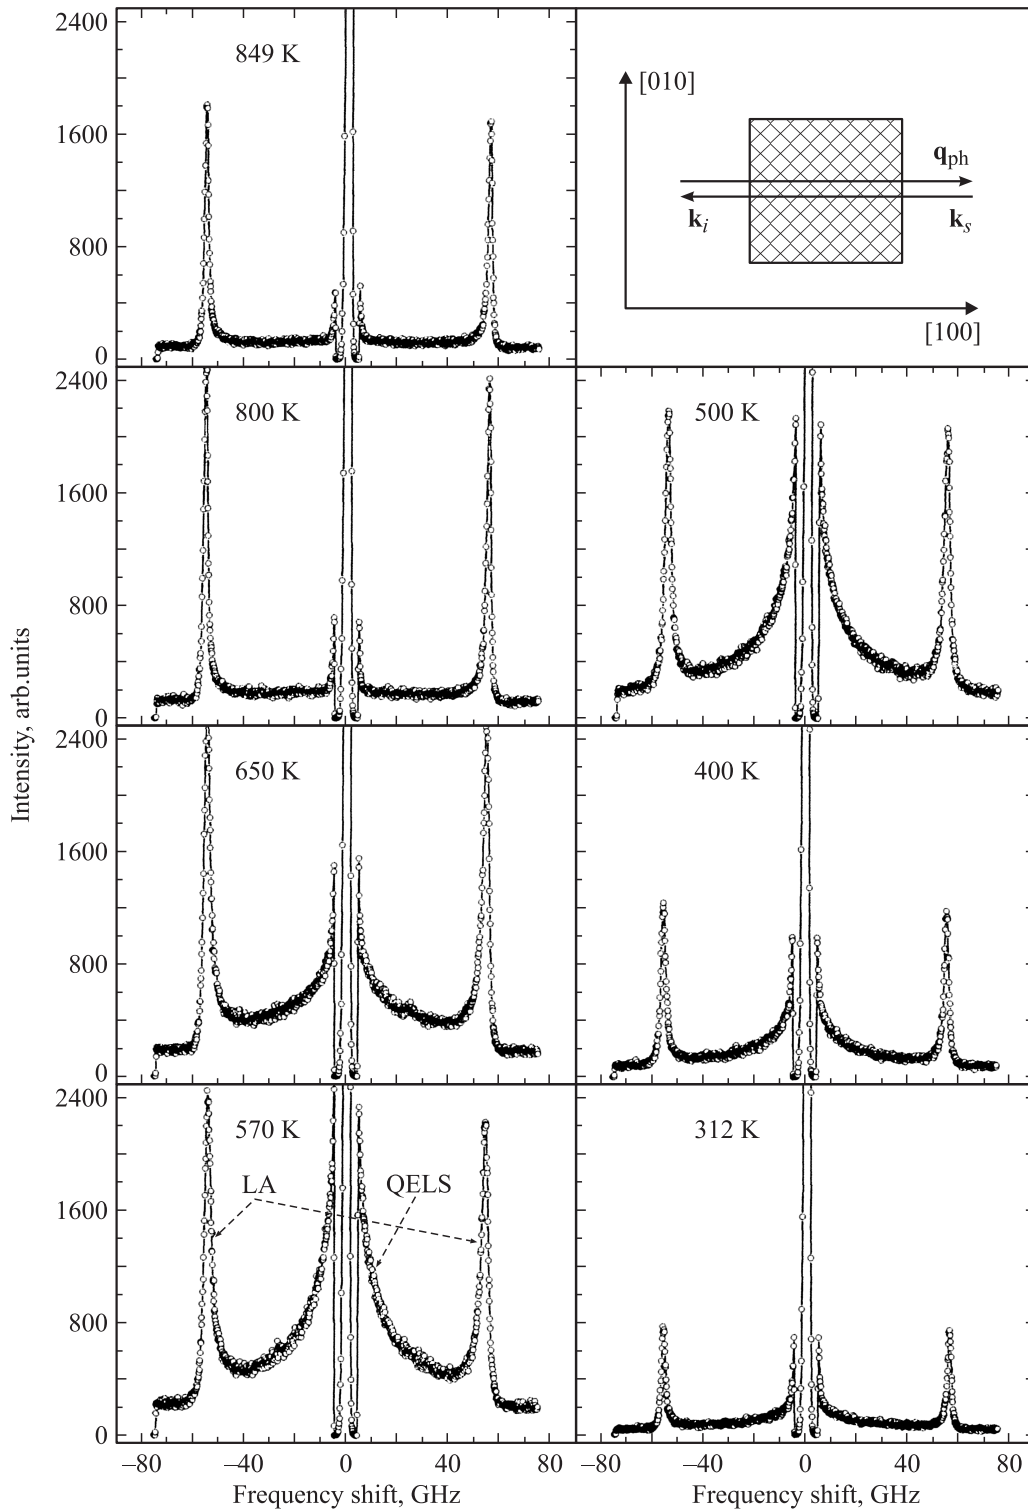 Intensity, arb.units
2400
1600
800
0
849 K
[010]
q_ph
k_i
k_s
[100]
2400
1600
800
0
800 K
500 K
2400
1600
800
0
650 K
400 K
2400
1600
800
0
570 K
LA
QELS
312 K
–80 –40 0 40 80
–80 –40 0 40 80
Frequency shift, GHz
Frequency shift, GHz